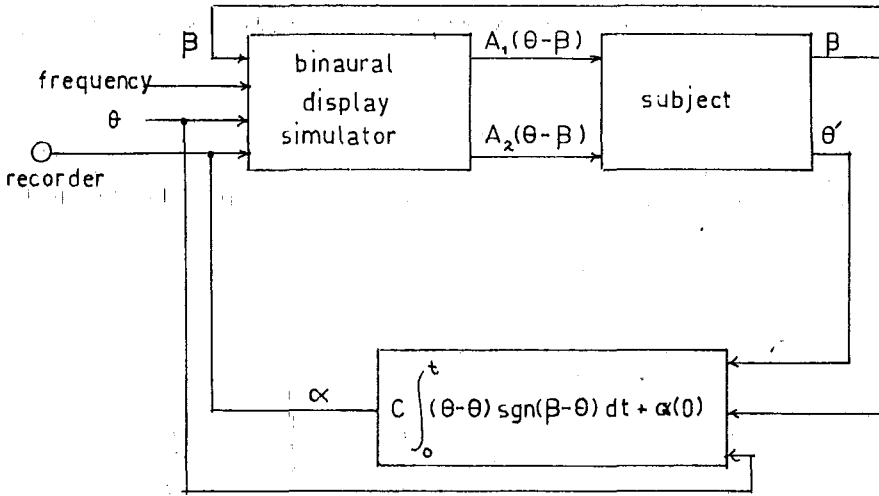 β
frequency
θ
recorder
binaural
display
simulator
A₁(θ-β)
A₂(θ-β)
subject
β
θ′
α
C ∫₀ᵗ (θ-θ) sgn(β-θ) dt + α(0)